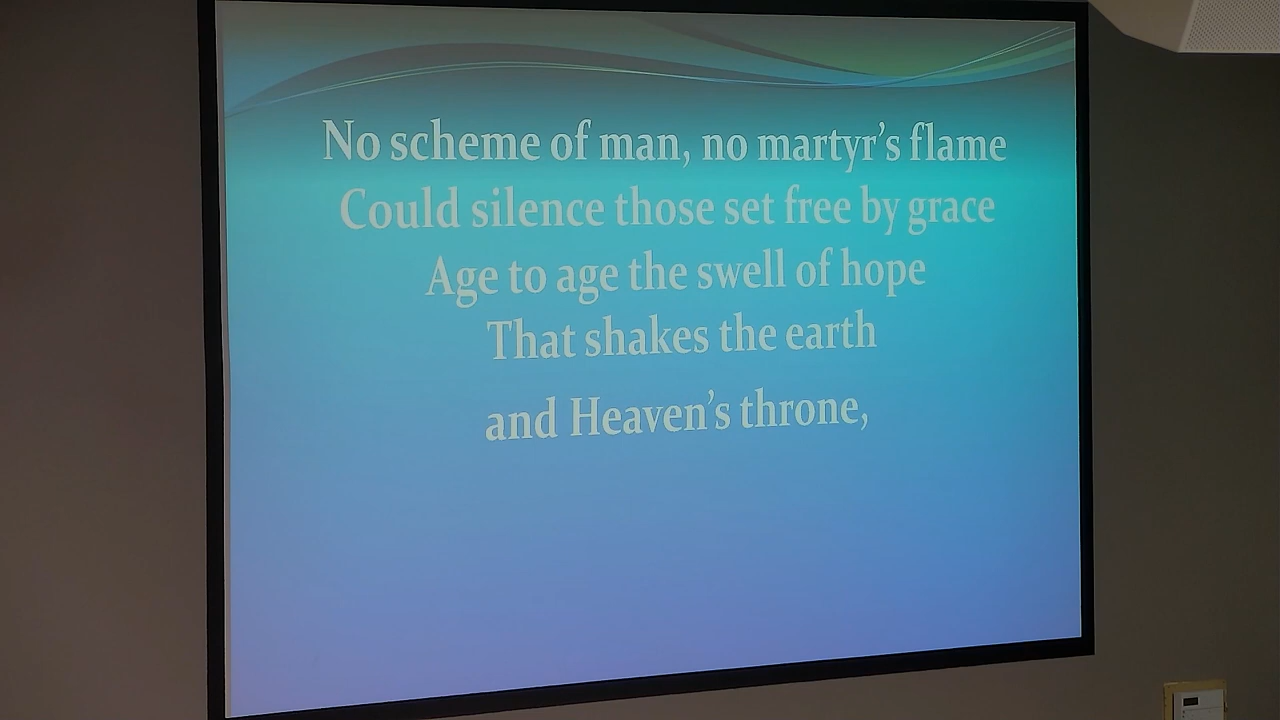 No scheme of man, no martyr’s flame
Could silence those set free by grace
Age to age the swell of hope
That shakes the earth
and Heaven’s throne,